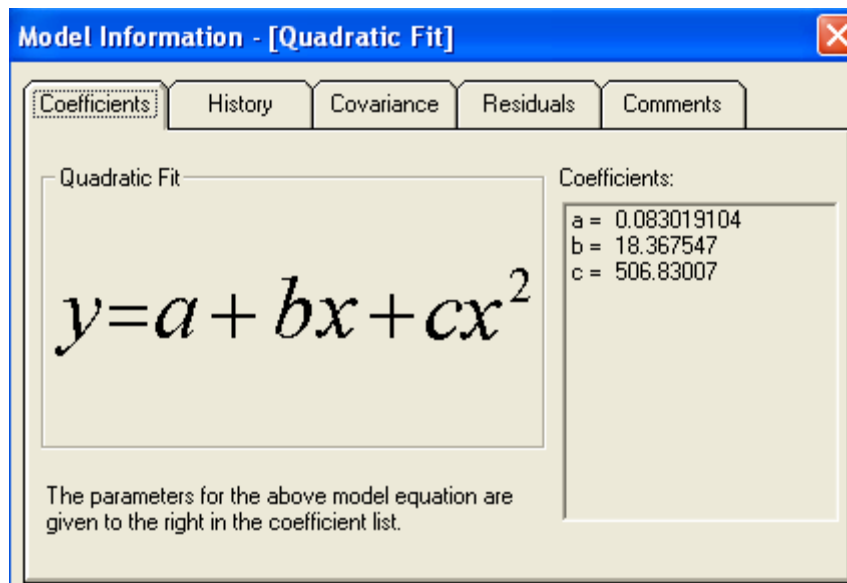 Model Information - [Quadratic Fit]
Coefficients History Covariance Residuals Comments
Quadratic Fit
y=a+bx+cx²
Coefficients:
a = 0.083019104
b = 18.367547
c = 506.83007
The parameters for the above model equation are
given to the right in the coefficient list.